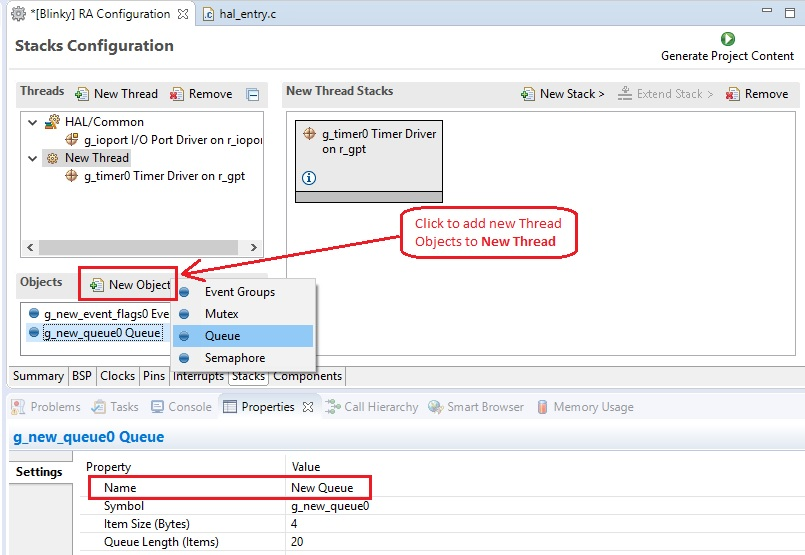 *[Blinky] RA Configuration
hal_entry.c
Stacks Configuration
Generate Project Content
Threads
New Thread
Remove
New Thread Stacks
New Stack >
Extend Stack >
Remove
HAL/Common
g_ioport I/O Port Driver on r_iopor
New Thread
g_timer0 Timer Driver on r_gpt
g_timer0 Timer Driver
on r_gpt
Click to add new Thread
Objects to New Thread
Objects
New Object
g_new_event_flags0 Eve
g_new_queue0 Queue
Event Groups
Mutex
Queue
Semaphore
Summary
BSP
Clocks
Pins
Interrupts
Stacks
Components
Problems
Tasks
Console
Properties
Call Hierarchy
Smart Browser
Memory Usage
g_new_queue0 Queue
Settings
Property
Value
Name
New Queue
Symbol
g_new_queue0
Item Size (Bytes)
4
Queue Length (Items)
20